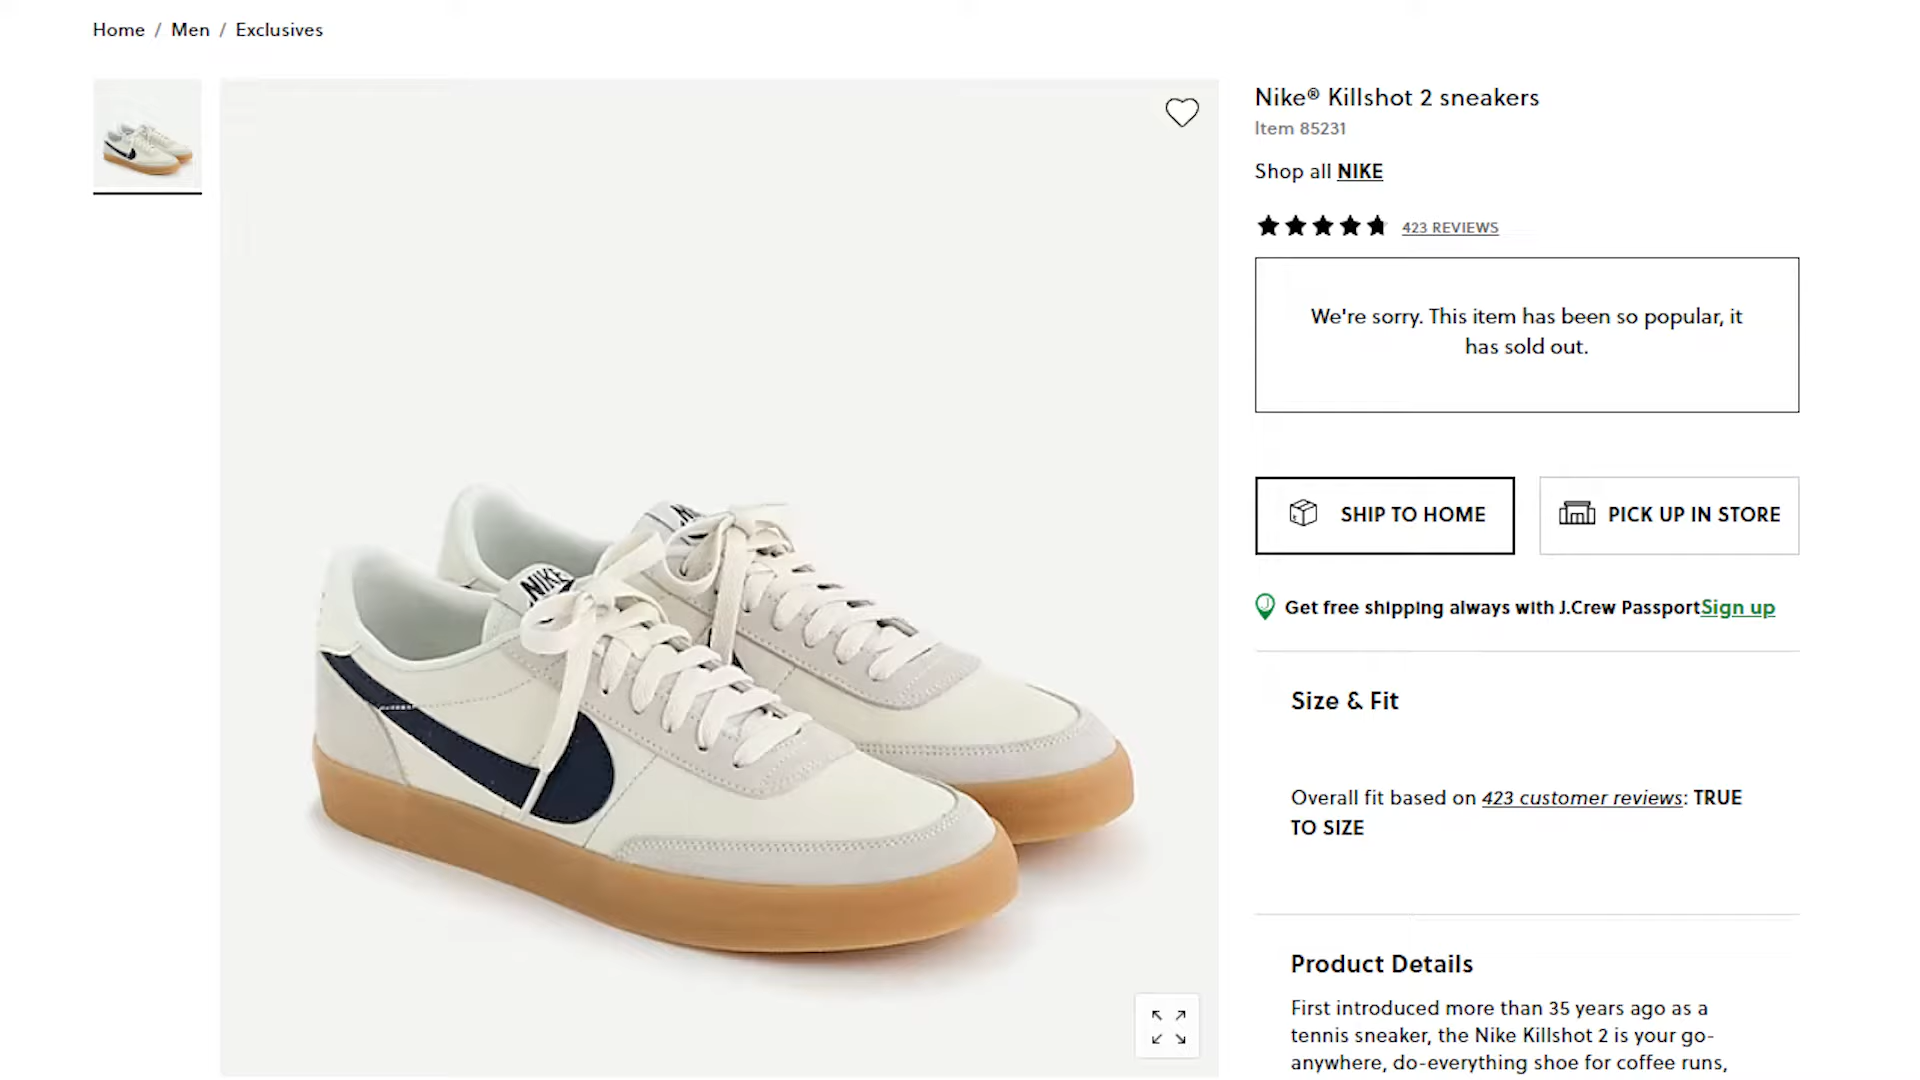 Home / Men / Exclusives
Nike® Killshot 2 sneakers
Item 85231
Shop all NIKE
423 REVIEWS
We're sorry. This item has been so popular, it
has sold out.
SHIP TO HOME
PICK UP IN STORE
Get free shipping always with J.Crew PassportSign up
Size & Fit
Overall fit based on 423 customer reviews: TRUE
TO SIZE
Product Details
First introduced more than 35 years ago as a
tennis sneaker, the Nike Killshot 2 is your go-
anywhere, do-everything shoe for coffee runs,
NIKE